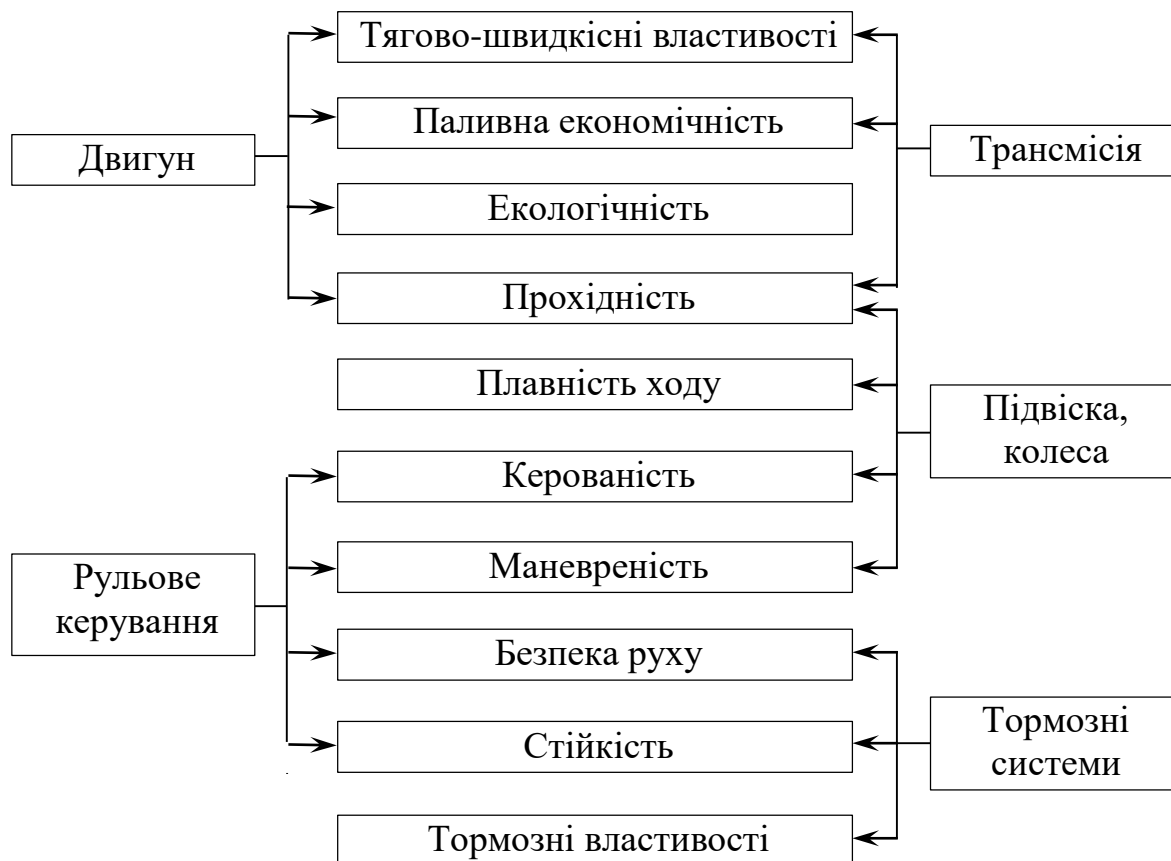 Тягово-швидкісні властивості
Паливна економічність
Двигун
Трансмісія
Екологічність
Прохідність
Плавність ходу
Підвіска,
колеса
Керованість
Маневреність
Рульове
керування
Безпека руху
Стійкість
Тормозні
системи
Тормозні властивості